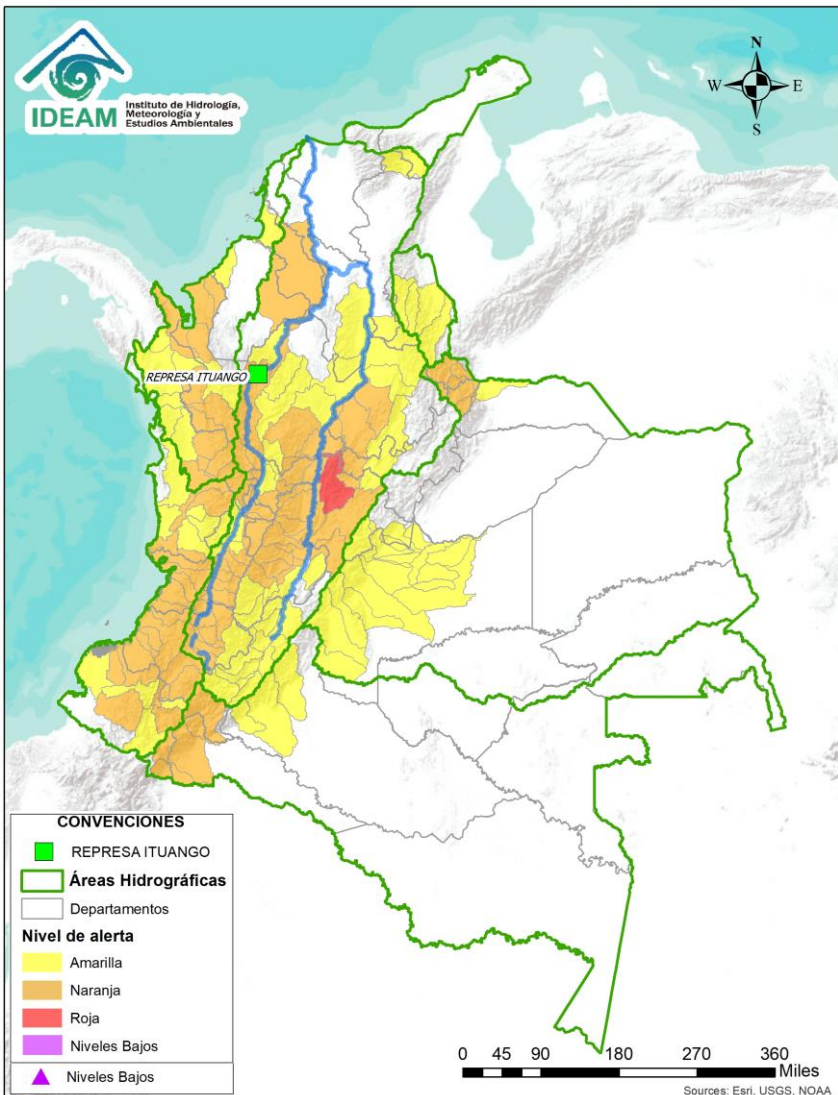 IDEAM
Instituto de Hidrología,
Meteorología y
Estudios Ambientales
N
W
E
S
REPRESA ITUANGO
CONVENCIONES
REPRESA ITUANGO
Áreas Hidrográficas
Departamentos
Nivel de alerta
Amarilla
Naranja
Roja
Niveles Bajos
Niveles Bajos
0 45 90 180 270 360
Miles
Sources: Esri, USGS, NOAA